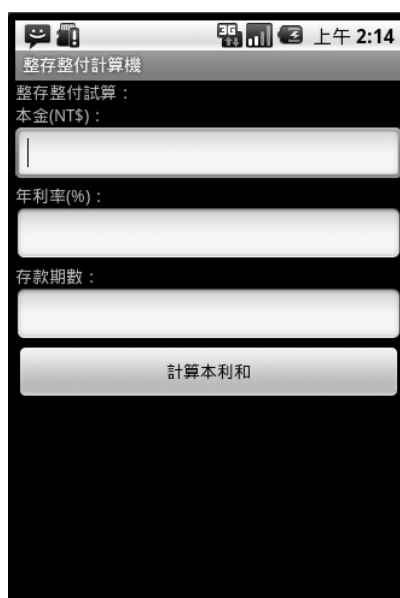 3G 上午 2:14
整存整付計算機
整存整付試算：
本金(NT$)：
年利率(%)：
存款期數：
計算本利和